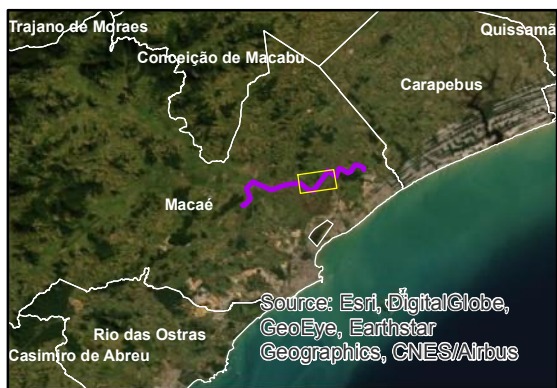 Trajano de Moraes
Quissamã
Conceição de Macabu
Carapebus
Macaé
Rio das Ostras
Casimiro de Abreu
Source: Esri, DigitalGlobe,
GeoEye, Earthstar
Geographics, CNES/Airbus